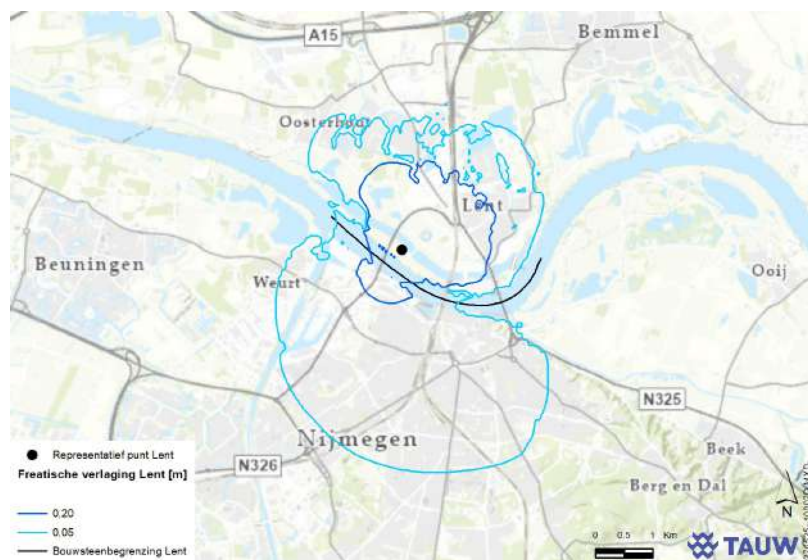 A15
Bemmel
Oosterhout
Lent
Beuningen
Weurt
Ooij
N325
Nijmegen
Beek
N326
Berg en Dal
Representatief punt Lent
Freatische verlaging Lent [m]
0,20
0,05
Bouwsteenbegrenzing Lent
0 0.5 1 Km
N
TAUW